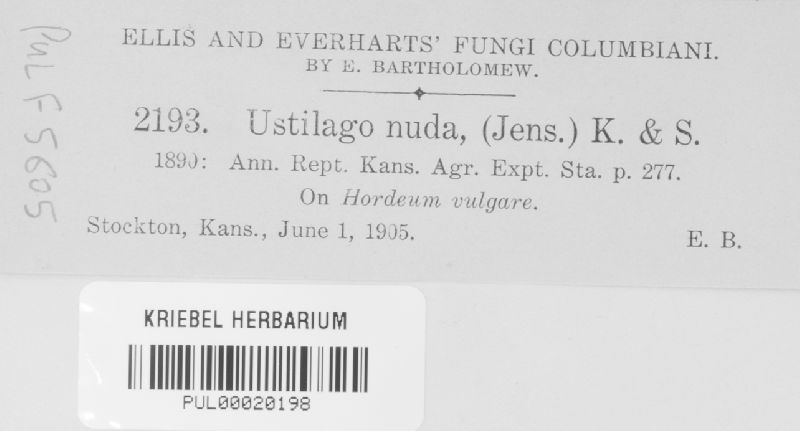 ELLIS AND EVERHARTS' FUNGI COLUMBIANI.
BY E. BARTHOLOMEW.
2193. Ustilago nuda, (Jens.) K. & S.
1890: Ann. Rept. Kans. Agr. Expt. Sta. p. 277.
On Hordeum vulgare.
Stockton, Kans., June 1, 1905. E. B.
PUL F 5605
KRIEBEL HERBARIUM
PUL00020198